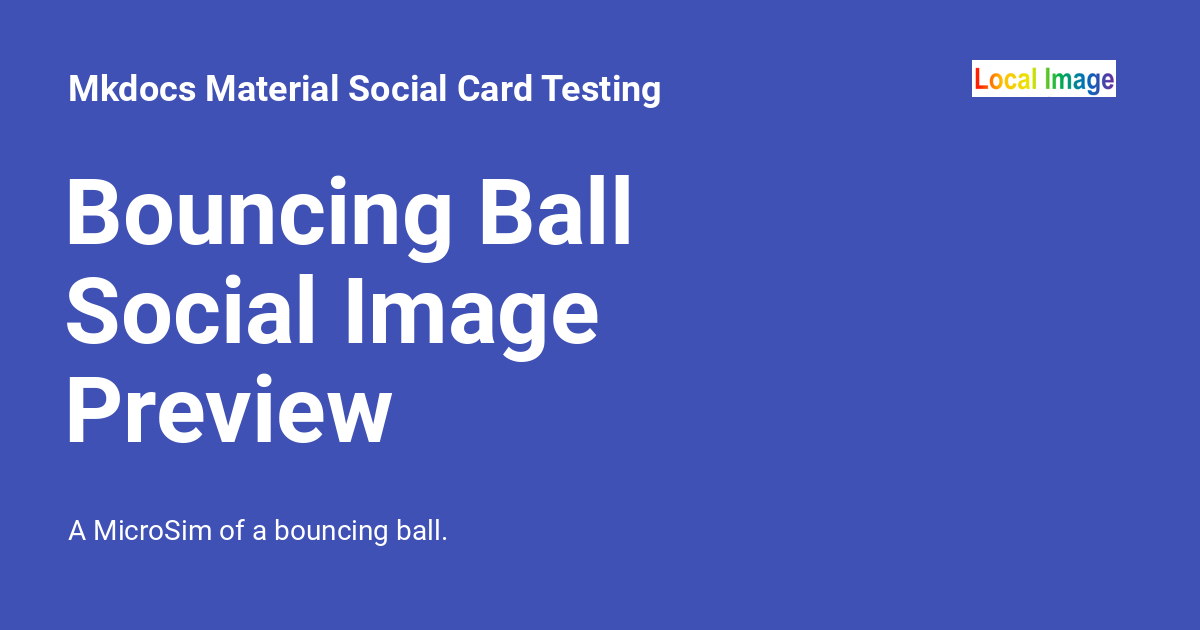 Mkdocs Material Social Card Testing
Local Image
Bouncing Ball
Social Image
Preview
A MicroSim of a bouncing ball.